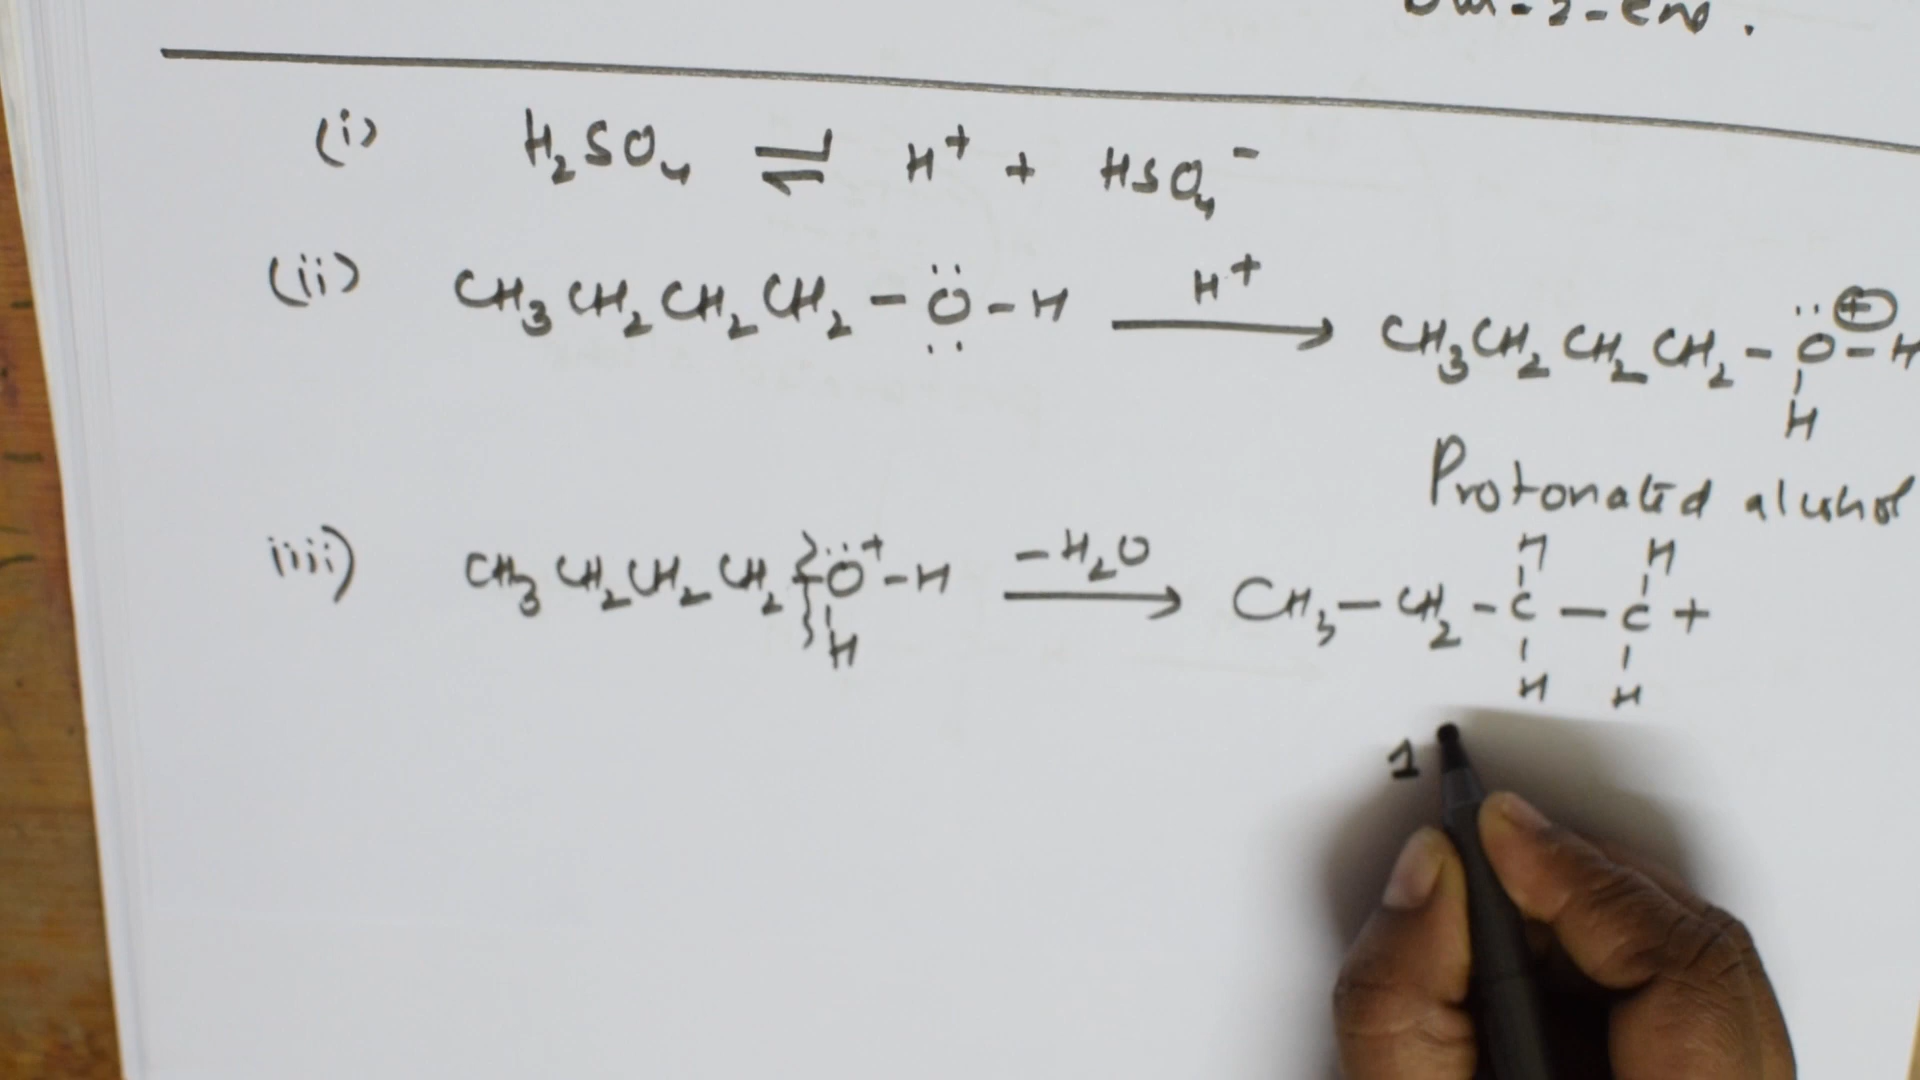 (i) H₂SO₄ ⇌ H⁺ + HSO₄⁻
(ii) CH₃CH₂CH₂CH₂-Ö-H H⁺ → CH₃CH₂CH₂CH₂-O⊕-H
H
Protonated alcohol
iii) CH₃CH₂CH₂CH₂-O⁺-H -H₂O → CH₃-CH₂-C-C+
H H
H H H
1